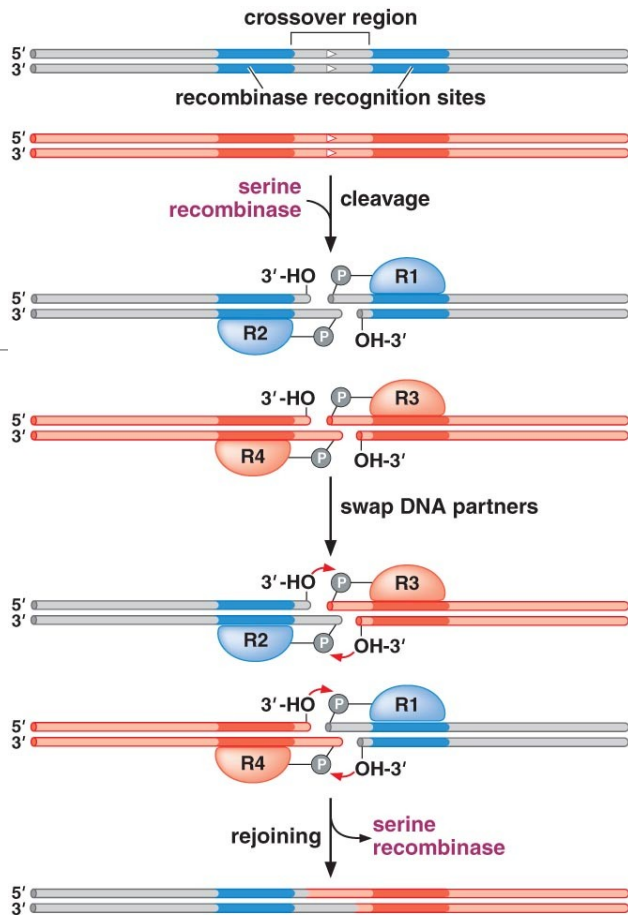 crossover region
5′
3′
recombinase recognition sites
5′
3′
serine
recombinase
cleavage
3′-HO P R1
5′
3′
R2 P OH-3′
3′-HO P R3
5′
3′
R4 P OH-3′
swap DNA partners
3′-HO P R3
5′
3′
R2 P OH-3′
3′-HO P R1
5′
3′
R4 P OH-3′
rejoining
serine
recombinase
5′
3′